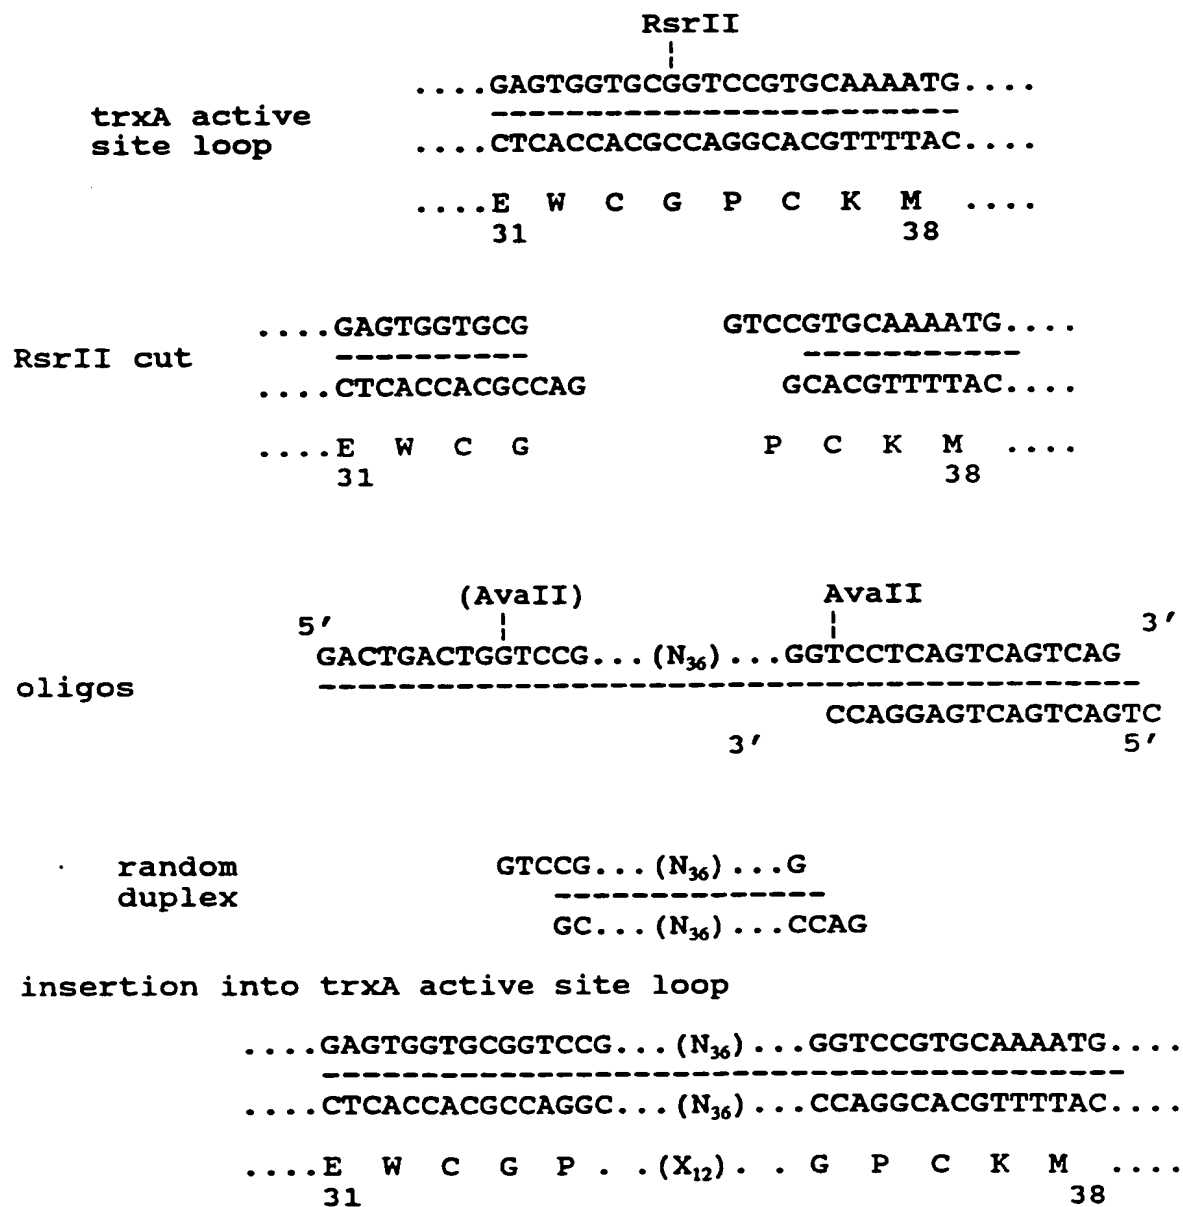 RsrII
....GAGTGGTGCGGTCCGTGCAAAATG....
trxA active
site loop
....CTCACCACGCCAGGCACGTTTTAC....
....E W C G P C K M ....
31 38
....GAGTGGTGCG GTCCGTGCAAAATG....
RsrII cut
....CTCACCACGCCAG GCACGTTTTAC....
....E W C G P C K M ....
31 38
(AvaII) AvaII
5' 3'
GACTGACTGGTCCG...(N36)...GGTCCTCAGTCAGTCAG
oligos
CCAGGAGTCAGTCAGTC
3' 5'
random
duplex
GTCCG...(N36)...G
GC...(N36)...CCAG
insertion into trxA active site loop
....GAGTGGTGCGGTCCG...(N36)...GGTCCGTGCAAAATG....
....CTCACCACGCCAGGC...(N36)...CCAGGCACGTTTTAC....
....E W C G P . .(X12). . G P C K M ....
31 38